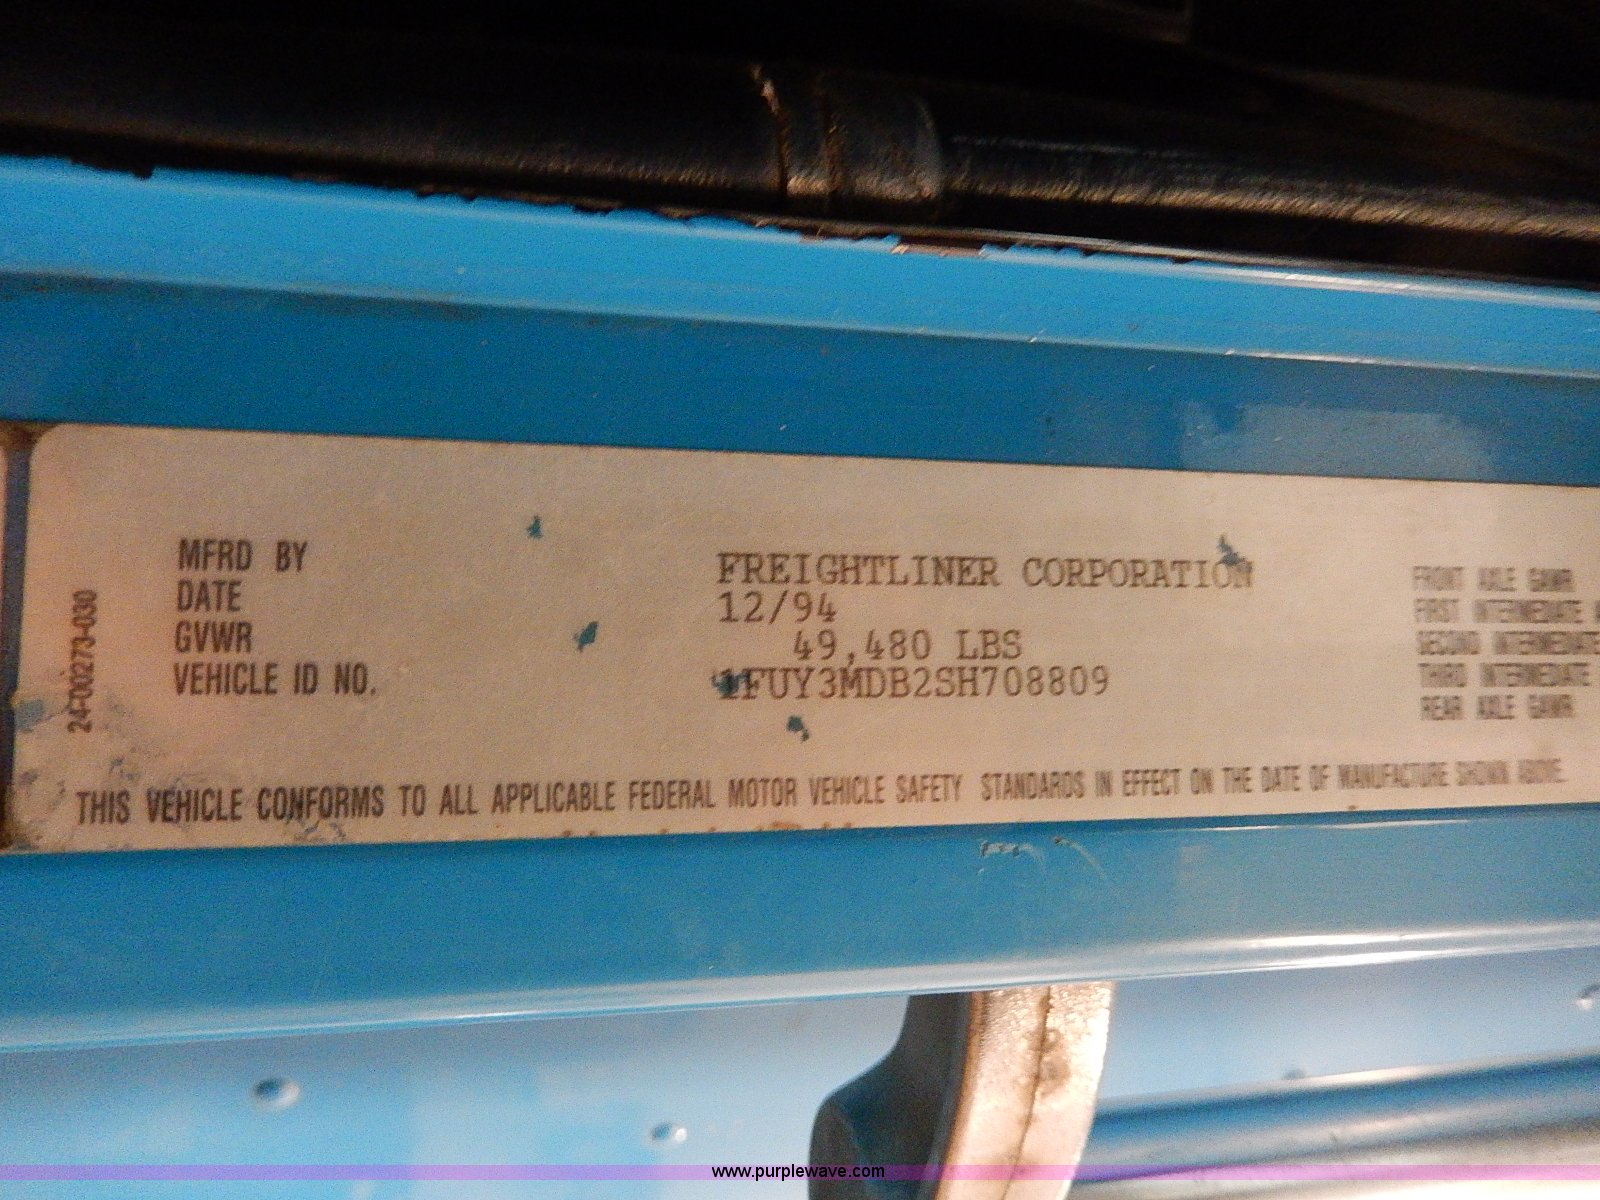 MFRD BY FREIGHTLINER CORPORATION
DATE 12/94
GVWR 49,480 LBS
VEHICLE ID NO. 1FUY3MDB2SH708809
24-00273-030
FRONT AXLE GAWR
FIRST INTERMEDIATE
SECOND INTERMEDIATE
THIRD INTERMEDIATE
REAR AXLE GAWR
THIS VEHICLE CONFORMS TO ALL APPLICABLE FEDERAL MOTOR VEHICLE SAFETY STANDARDS IN EFFECT ON THE DATE OF MANUFACTURE SHOWN ABOVE.
www.purplewave.com